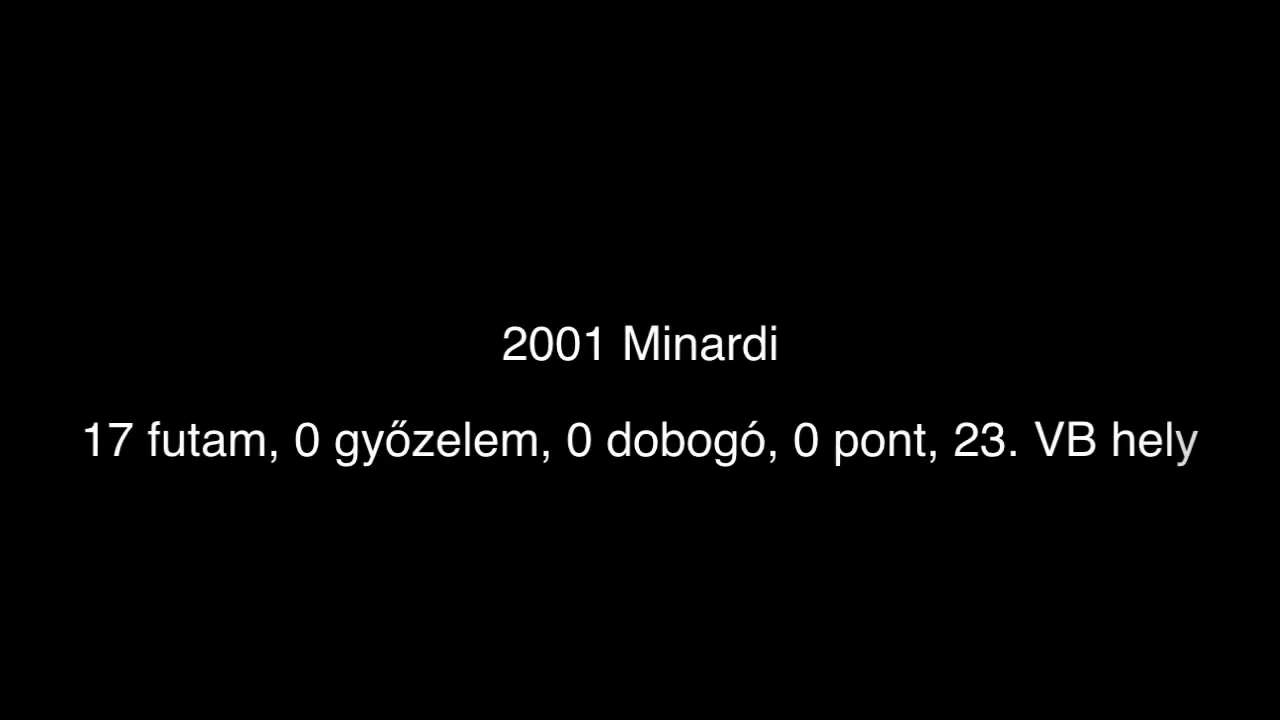 2001 Minardi
17 futam, 0 győzelem, 0 dobogó, 0 pont, 23. VB hely